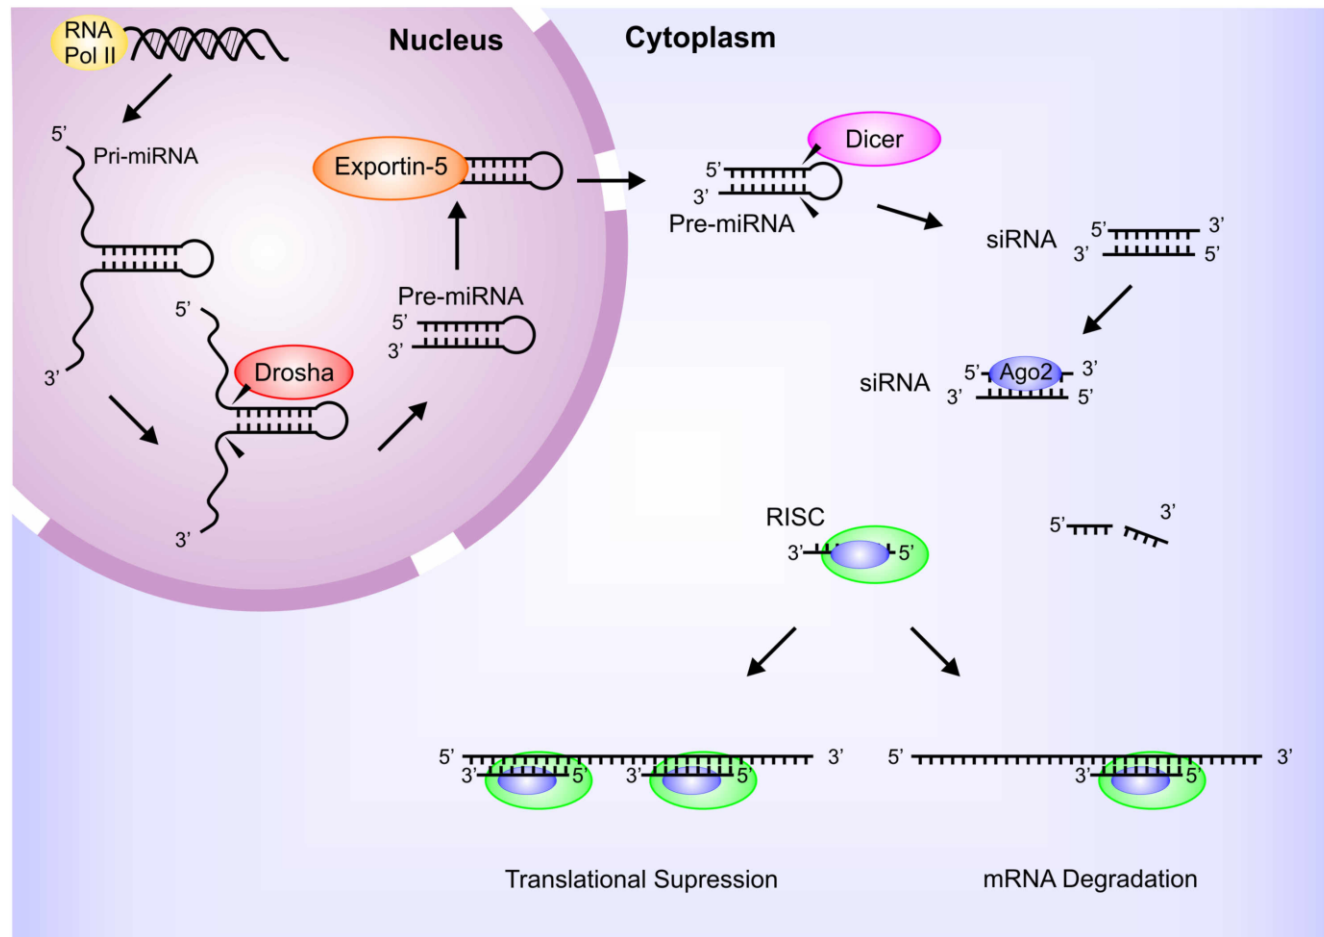 RNA
Pol II
Nucleus
Cytoplasm
5’
Pri-miRNA
3’
5’
Drosha
3’
Pre-miRNA
5’
3’
Exportin-5
Dicer
5’
3’
Pre-miRNA
siRNA
5’ 3’
3’ 5’
siRNA
5’ Ago2 3’
3’ 5’
RISC
3’ 5’
5’ 3’
5’ 3’
3’ 5’ 3’ 5’
5’ 3’
3’ 5’
Translational Supression
mRNA Degradation